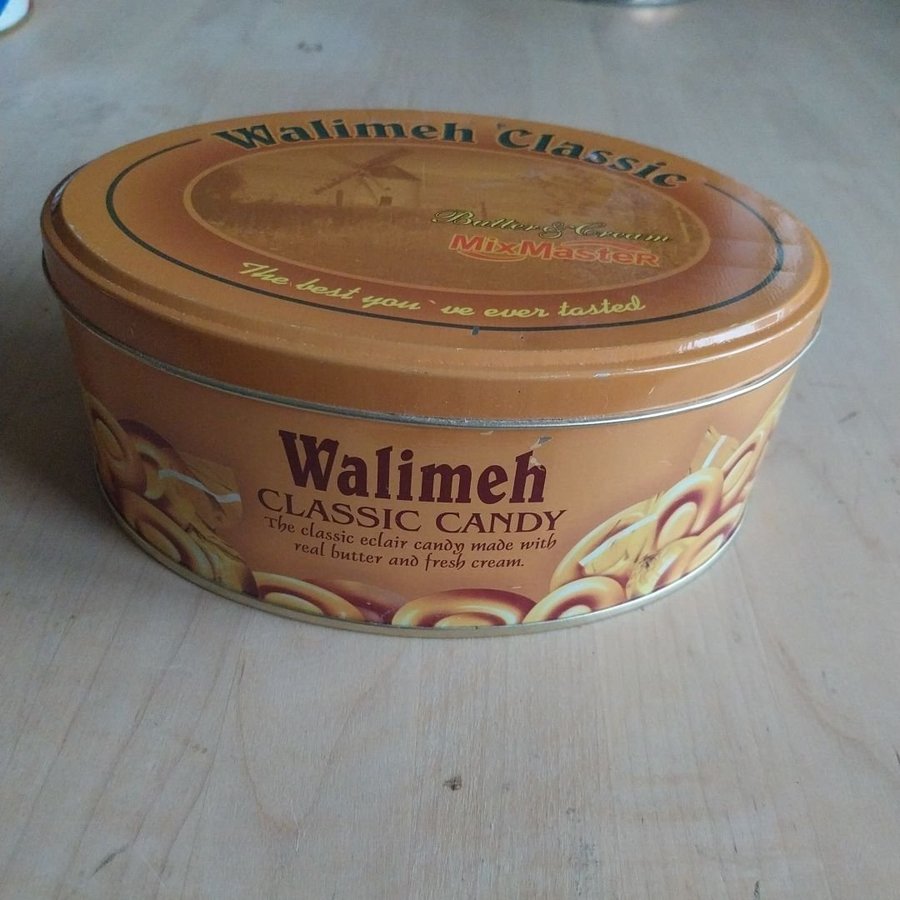 Walimeh Classic
Butter & Cream
MixMasteR
The best you`ve ever tasted
Walimeh
CLASSIC CANDY
The classic eclair candy made with
real butter and fresh cream.